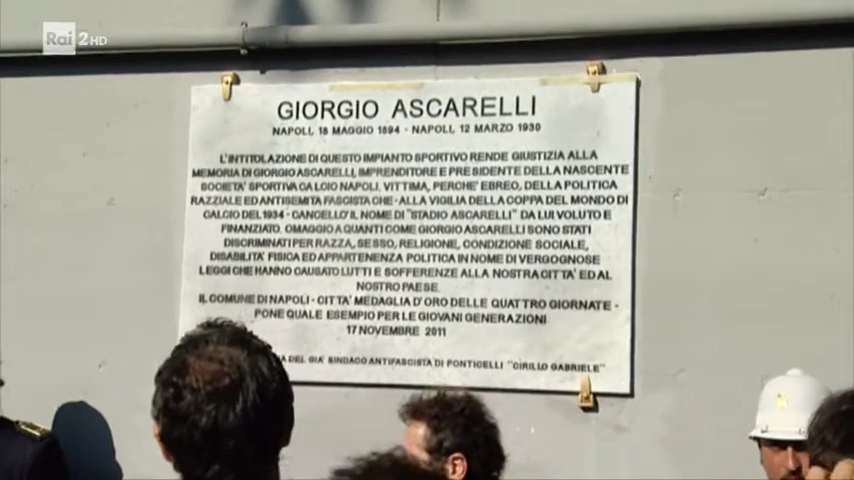 Rai 2 HD
GIORGIO ASCARELLI
NAPOLI, 18 MAGGIO 1894 - NAPOLI, 12 MARZO 1930
L'INTITOLAZIONE DI QUESTO IMPIANTO SPORTIVO RENDE GIUSTIZIA ALLA
MEMORIA DI GIORGIO ASCARELLI, IMPRENDITORE E PRESIDENTE DELLA NASCENTE
SOCIETA' SPORTIVA CALCIO NAPOLI, VITTIMA, PERCHE' EBREO, DELLA POLITICA
RAZZIALE ED ANTISEMITA FASCISTA CHE - ALLA VIGILIA DELLA COPPA DEL MONDO DI
CALCIO DEL 1934 - CANCELLO' IL NOME DI "STADIO ASCARELLI" DA LUI VOLUTO E
FINANZIATO. OMAGGIO A QUANTI COME GIORGIO ASCARELLI SONO STATI
DISCRIMINATI PER RAZZA, SESSO, RELIGIONE, CONDIZIONE SOCIALE,
DISABILITA' FISICA ED APPARTENENZA POLITICA IN NOME DI VERGOGNOSE
LEGGI CHE HANNO CAUSATO LUTTI E SOFFERENZE ALLA NOSTRA CITTA' ED AL
NOSTRO PAESE.
IL COMUNE DI NAPOLI - CITTA' MEDAGLIA D'ORO DELLE QUATTRO GIORNATE -
PONE QUALE ESEMPIO PER LE GIOVANI GENERAZIONI
17 NOVEMBRE 2011
DEL GIA' SINDACO ANTIFASCISTA DI PONTICELLI "CIRILLO GABRIELE"